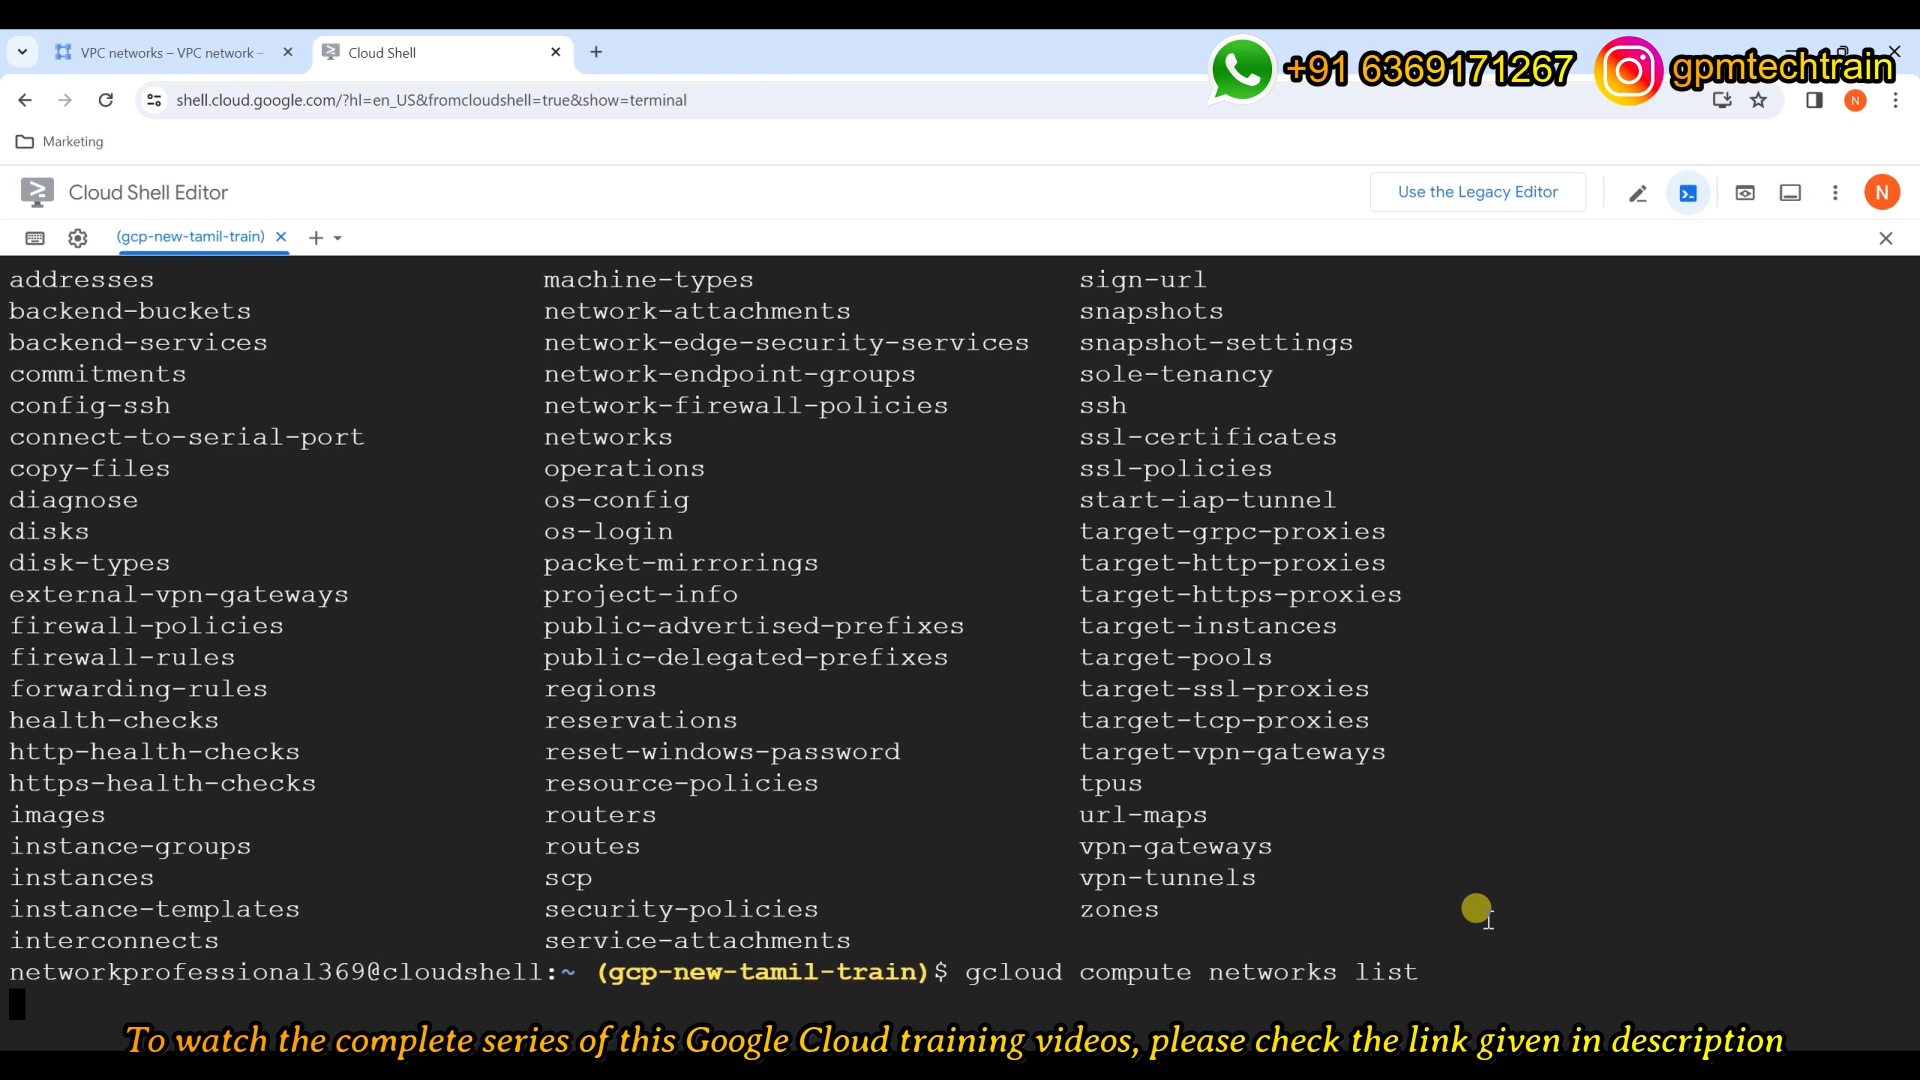 VPC networks – VPC network –
Cloud Shell
+91 6369171267
gpmtechtrain
shell.cloud.google.com/?hl=en_US&fromcloudshell=true&show=terminal
N
Marketing
Cloud Shell Editor
Use the Legacy Editor
N
(gcp-new-tamil-train)
addresses machine-types sign-url
backend-buckets network-attachments snapshots
backend-services network-edge-security-services snapshot-settings
commitments network-endpoint-groups sole-tenancy
config-ssh network-firewall-policies ssh
connect-to-serial-port networks ssl-certificates
copy-files operations ssl-policies
diagnose os-config start-iap-tunnel
disks os-login target-grpc-proxies
disk-types packet-mirrorings target-http-proxies
external-vpn-gateways project-info target-https-proxies
firewall-policies public-advertised-prefixes target-instances
firewall-rules public-delegated-prefixes target-pools
forwarding-rules regions target-ssl-proxies
health-checks reservations target-tcp-proxies
http-health-checks reset-windows-password target-vpn-gateways
https-health-checks resource-policies tpus
images routers url-maps
instance-groups routes vpn-gateways
instances scp vpn-tunnels
instance-templates security-policies zones
interconnects service-attachments
networkprofessional369@cloudshell:~ (gcp-new-tamil-train)$ gcloud compute networks list
To watch the complete series of this Google Cloud training videos, please check the link given in description